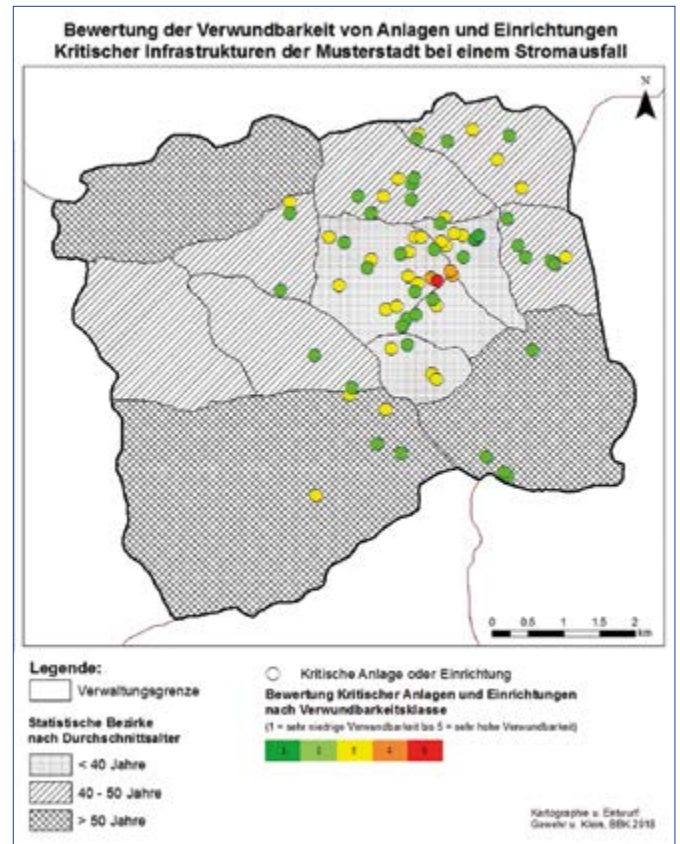 Bewertung der Verwundbarkeit von Anlagen und Einrichtungen
Kritischer Infrastrukturen der Musterstadt bei einem Stromausfall
N
0 0.5 1 1.5 2
km
Legende:
Verwaltungsgrenze
Statistische Bezirke
nach Durchschnittsalter
< 40 Jahre
40 - 50 Jahre
> 50 Jahre
Kritische Anlage oder Einrichtung
Bewertung Kritischer Anlagen und Einrichtungen
nach Verwundbarkeitsklasse
(1 = sehr niedrige Verwundbarkeit bis 5 = sehr hohe Verwundbarkeit)
1 2 3 4 5
Kartographie u. Entwurf:
Gewehr u. Klein, BBK 2018